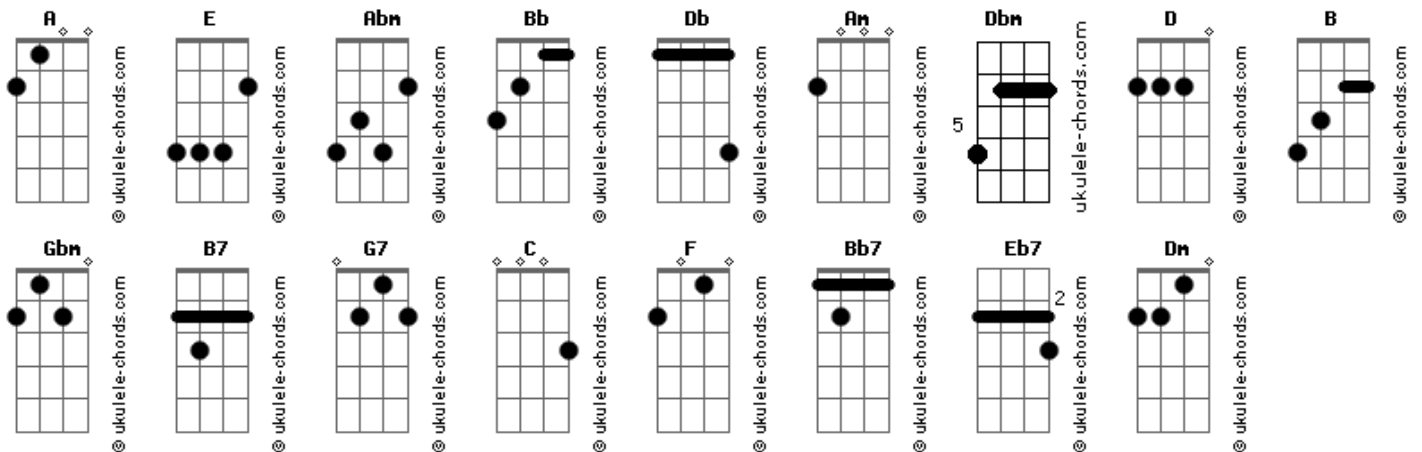 A E Abm Bb Db Am Dbm D B
© ukulele-chords.com © ukulele-chords.com © ukulele-chords.com © ukulele-chords.com © ukulele-chords.com © ukulele-chords.com ukulele-chords.com © ukulele-chords.com © ukulele-chords.com
5
Gbm B7 G7 C F Bb7 Eb7 Dm
© ukulele-chords.com © ukulele-chords.com © ukulele-chords.com © ukulele-chords.com © ukulele-chords.com © ukulele-chords.com © ukulele-chords.com © ukulele-chords.com
2